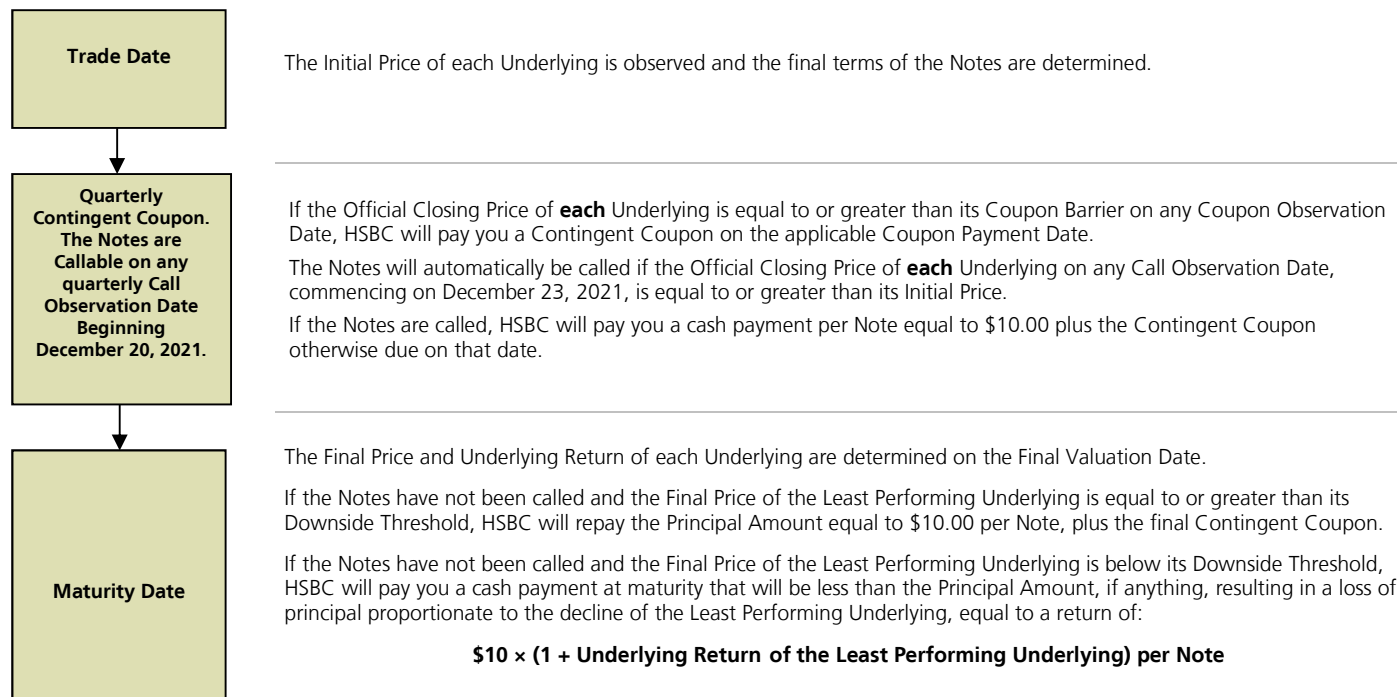 Trade Date
The Initial Price of each Underlying is observed and the final terms of the Notes are determined.
Quarterly
Contingent Coupon.
The Notes are
Callable on any
quarterly Call
Observation Date
Beginning
December 20, 2021.
If the Official Closing Price of each Underlying is equal to or greater than its Coupon Barrier on any Coupon Observation
Date, HSBC will pay you a Contingent Coupon on the applicable Coupon Payment Date.
The Notes will automatically be called if the Official Closing Price of each Underlying on any Call Observation Date,
commencing on December 23, 2021, is equal to or greater than its Initial Price.
If the Notes are called, HSBC will pay you a cash payment per Note equal to $10.00 plus the Contingent Coupon
otherwise due on that date.
Maturity Date
The Final Price and Underlying Return of each Underlying are determined on the Final Valuation Date.
If the Notes have not been called and the Final Price of the Least Performing Underlying is equal to or greater than its
Downside Threshold, HSBC will repay the Principal Amount equal to $10.00 per Note, plus the final Contingent Coupon.
If the Notes have not been called and the Final Price of the Least Performing Underlying is below its Downside Threshold,
HSBC will pay you a cash payment at maturity that will be less than the Principal Amount, if anything, resulting in a loss of
principal proportionate to the decline of the Least Performing Underlying, equal to a return of:
$10 × (1 + Underlying Return of the Least Performing Underlying) per Note